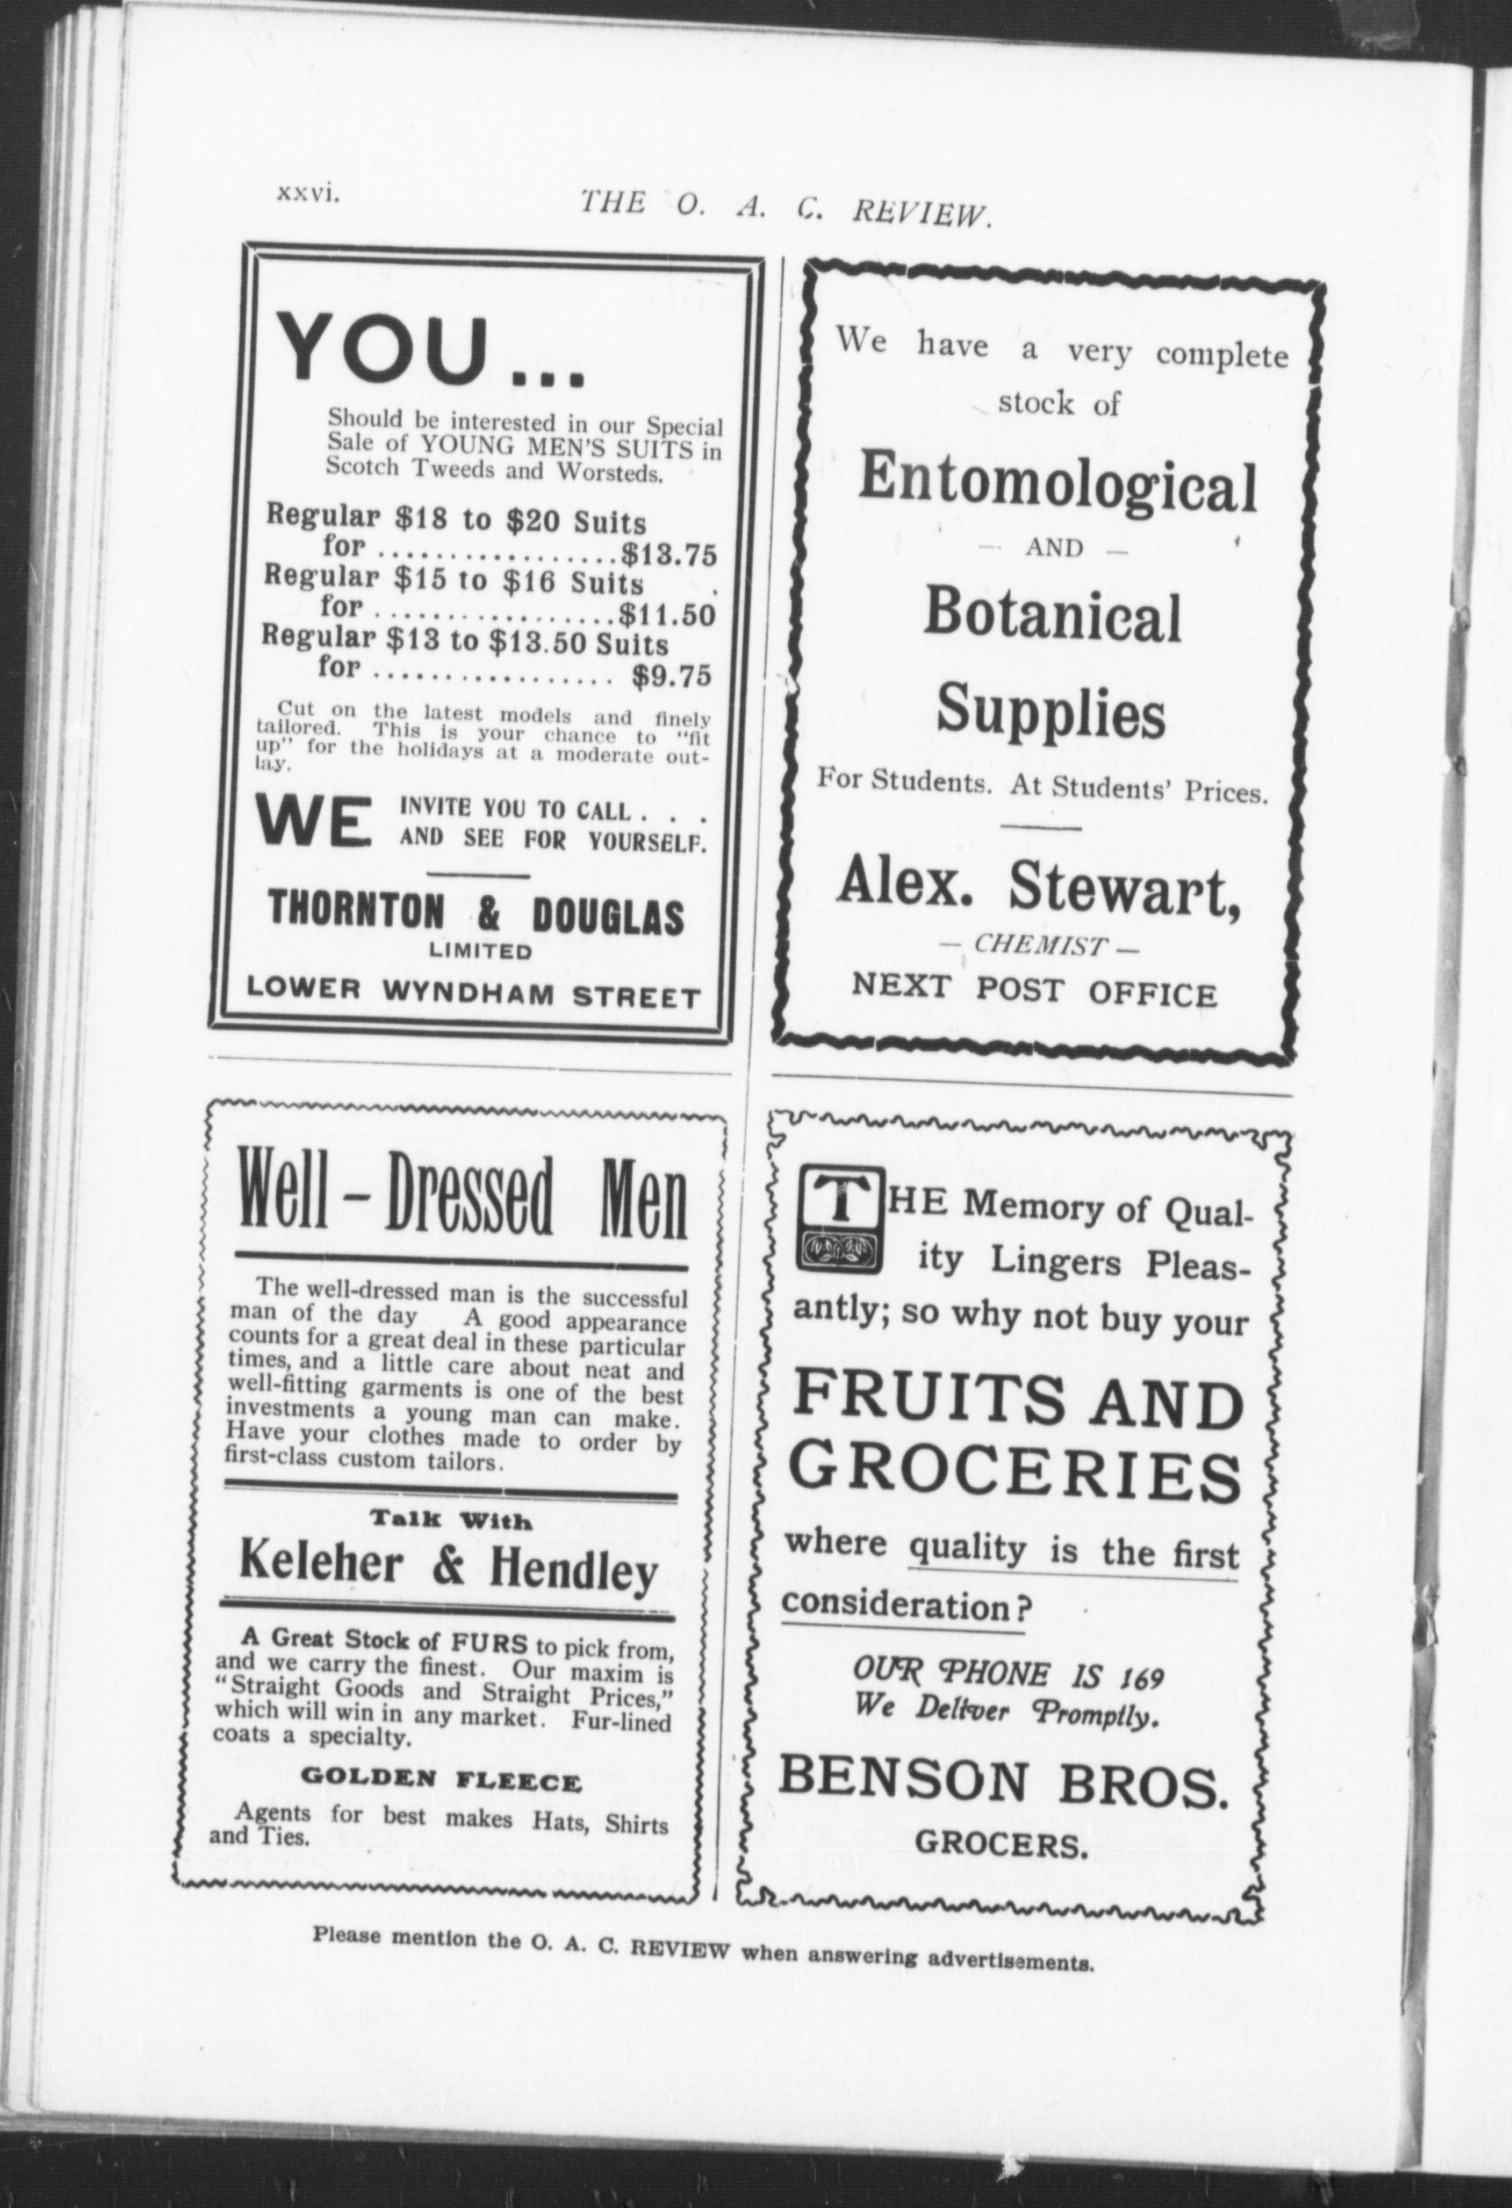 xxvi.
THE O. A. C. REVIEW.
YOU...
Should be interested in our Special
Sale of YOUNG MEN'S SUITS in
Scotch Tweeds and Worsteds.
Regular $18 to $20 Suits
for .................$13.75
Regular $15 to $16 Suits
for .................$11.50
Regular $13 to $13.50 Suits
for ................. $9.75
Cut on the latest models and finely
tailored. This is your chance to "fit
up" for the holidays at a moderate out-
lay.
WE INVITE YOU TO CALL . . .
AND SEE FOR YOURSELF.
THORNTON & DOUGLAS
LIMITED
LOWER WYNDHAM STREET
We have a very complete
stock of
Entomological
— AND —
Botanical
Supplies
For Students. At Students' Prices.
Alex. Stewart,
— CHEMIST —
NEXT POST OFFICE
Well-Dressed Men
The well-dressed man is the successful
man of the day A good appearance
counts for a great deal in these particular
times, and a little care about neat and
well-fitting garments is one of the best
investments a young man can make.
Have your clothes made to order by
first-class custom tailors.
Talk With
Keleher & Hendley
A Great Stock of FURS to pick from,
and we carry the finest. Our maxim is
"Straight Goods and Straight Prices,"
which will win in any market. Fur-lined
coats a specialty.
GOLDEN FLEECE
Agents for best makes Hats, Shirts
and Ties.
THE Memory of Qual-
ity Lingers Pleas-
antly; so why not buy your
FRUITS AND
GROCERIES
where quality is the first
consideration?
OUR PHONE IS 169
We Deliver Promptly.
BENSON BROS.
GROCERS.
Please mention the O. A. C. REVIEW when answering advertisements.